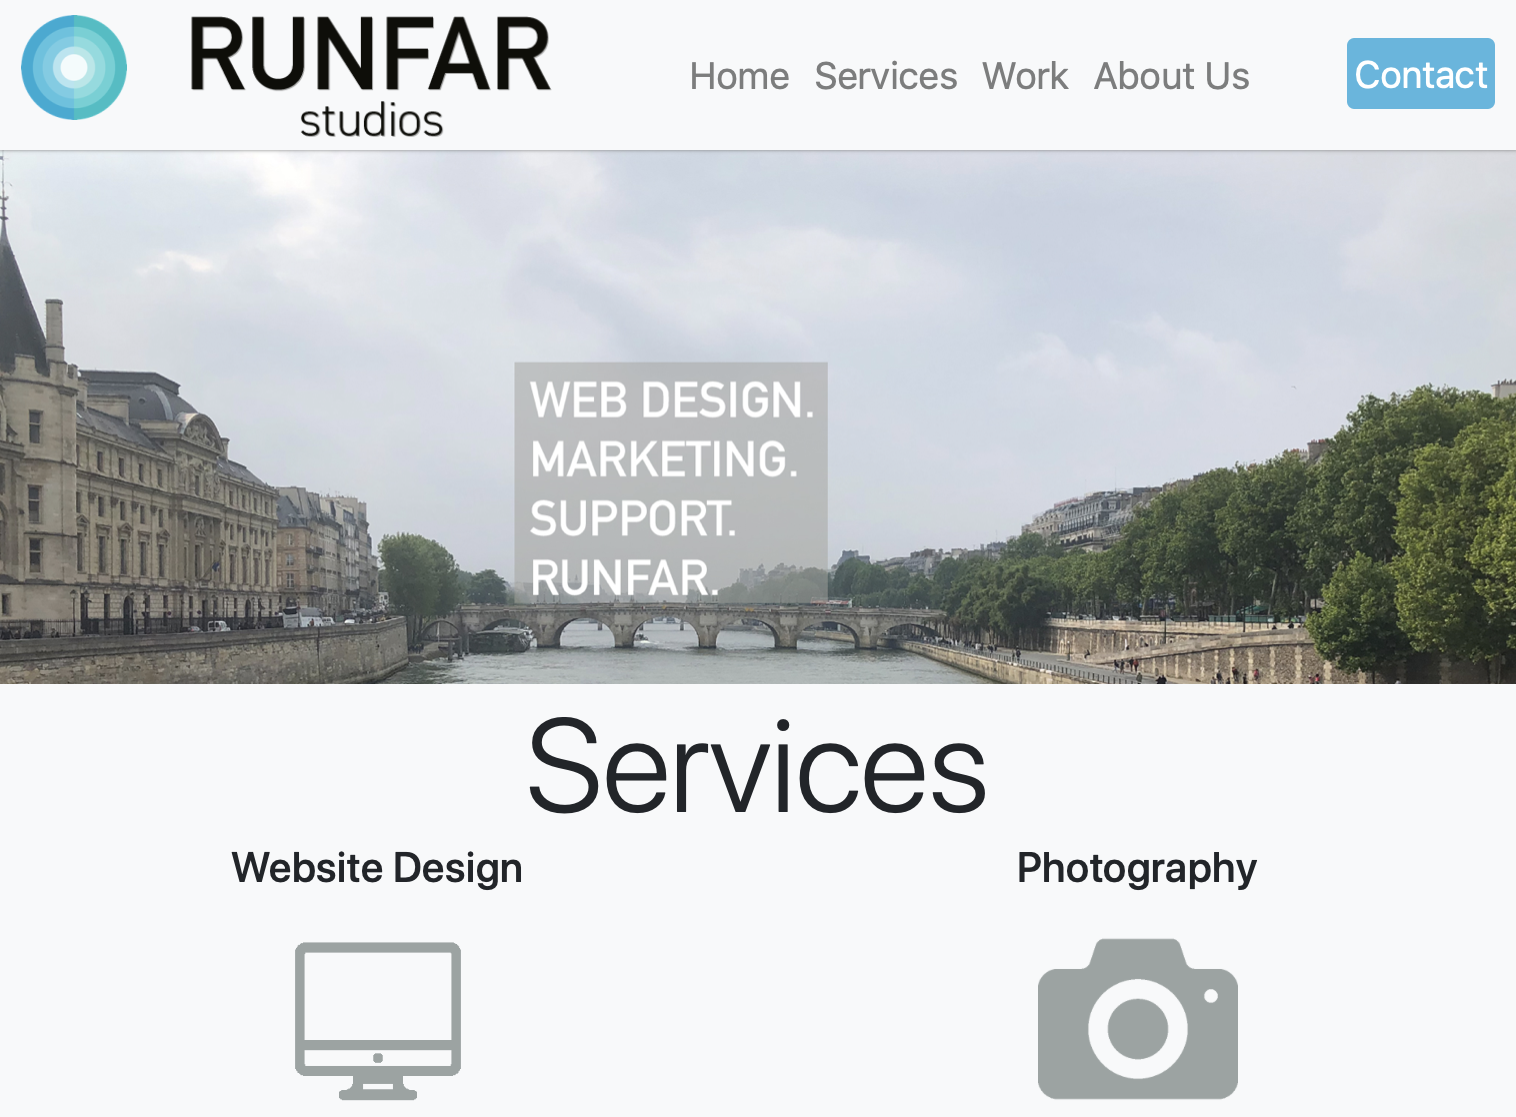 RUNFAR
studios
Home Services Work About Us Contact
WEB DESIGN.
MARKETING.
SUPPORT.
RUNFAR.
Services
Website Design Photography